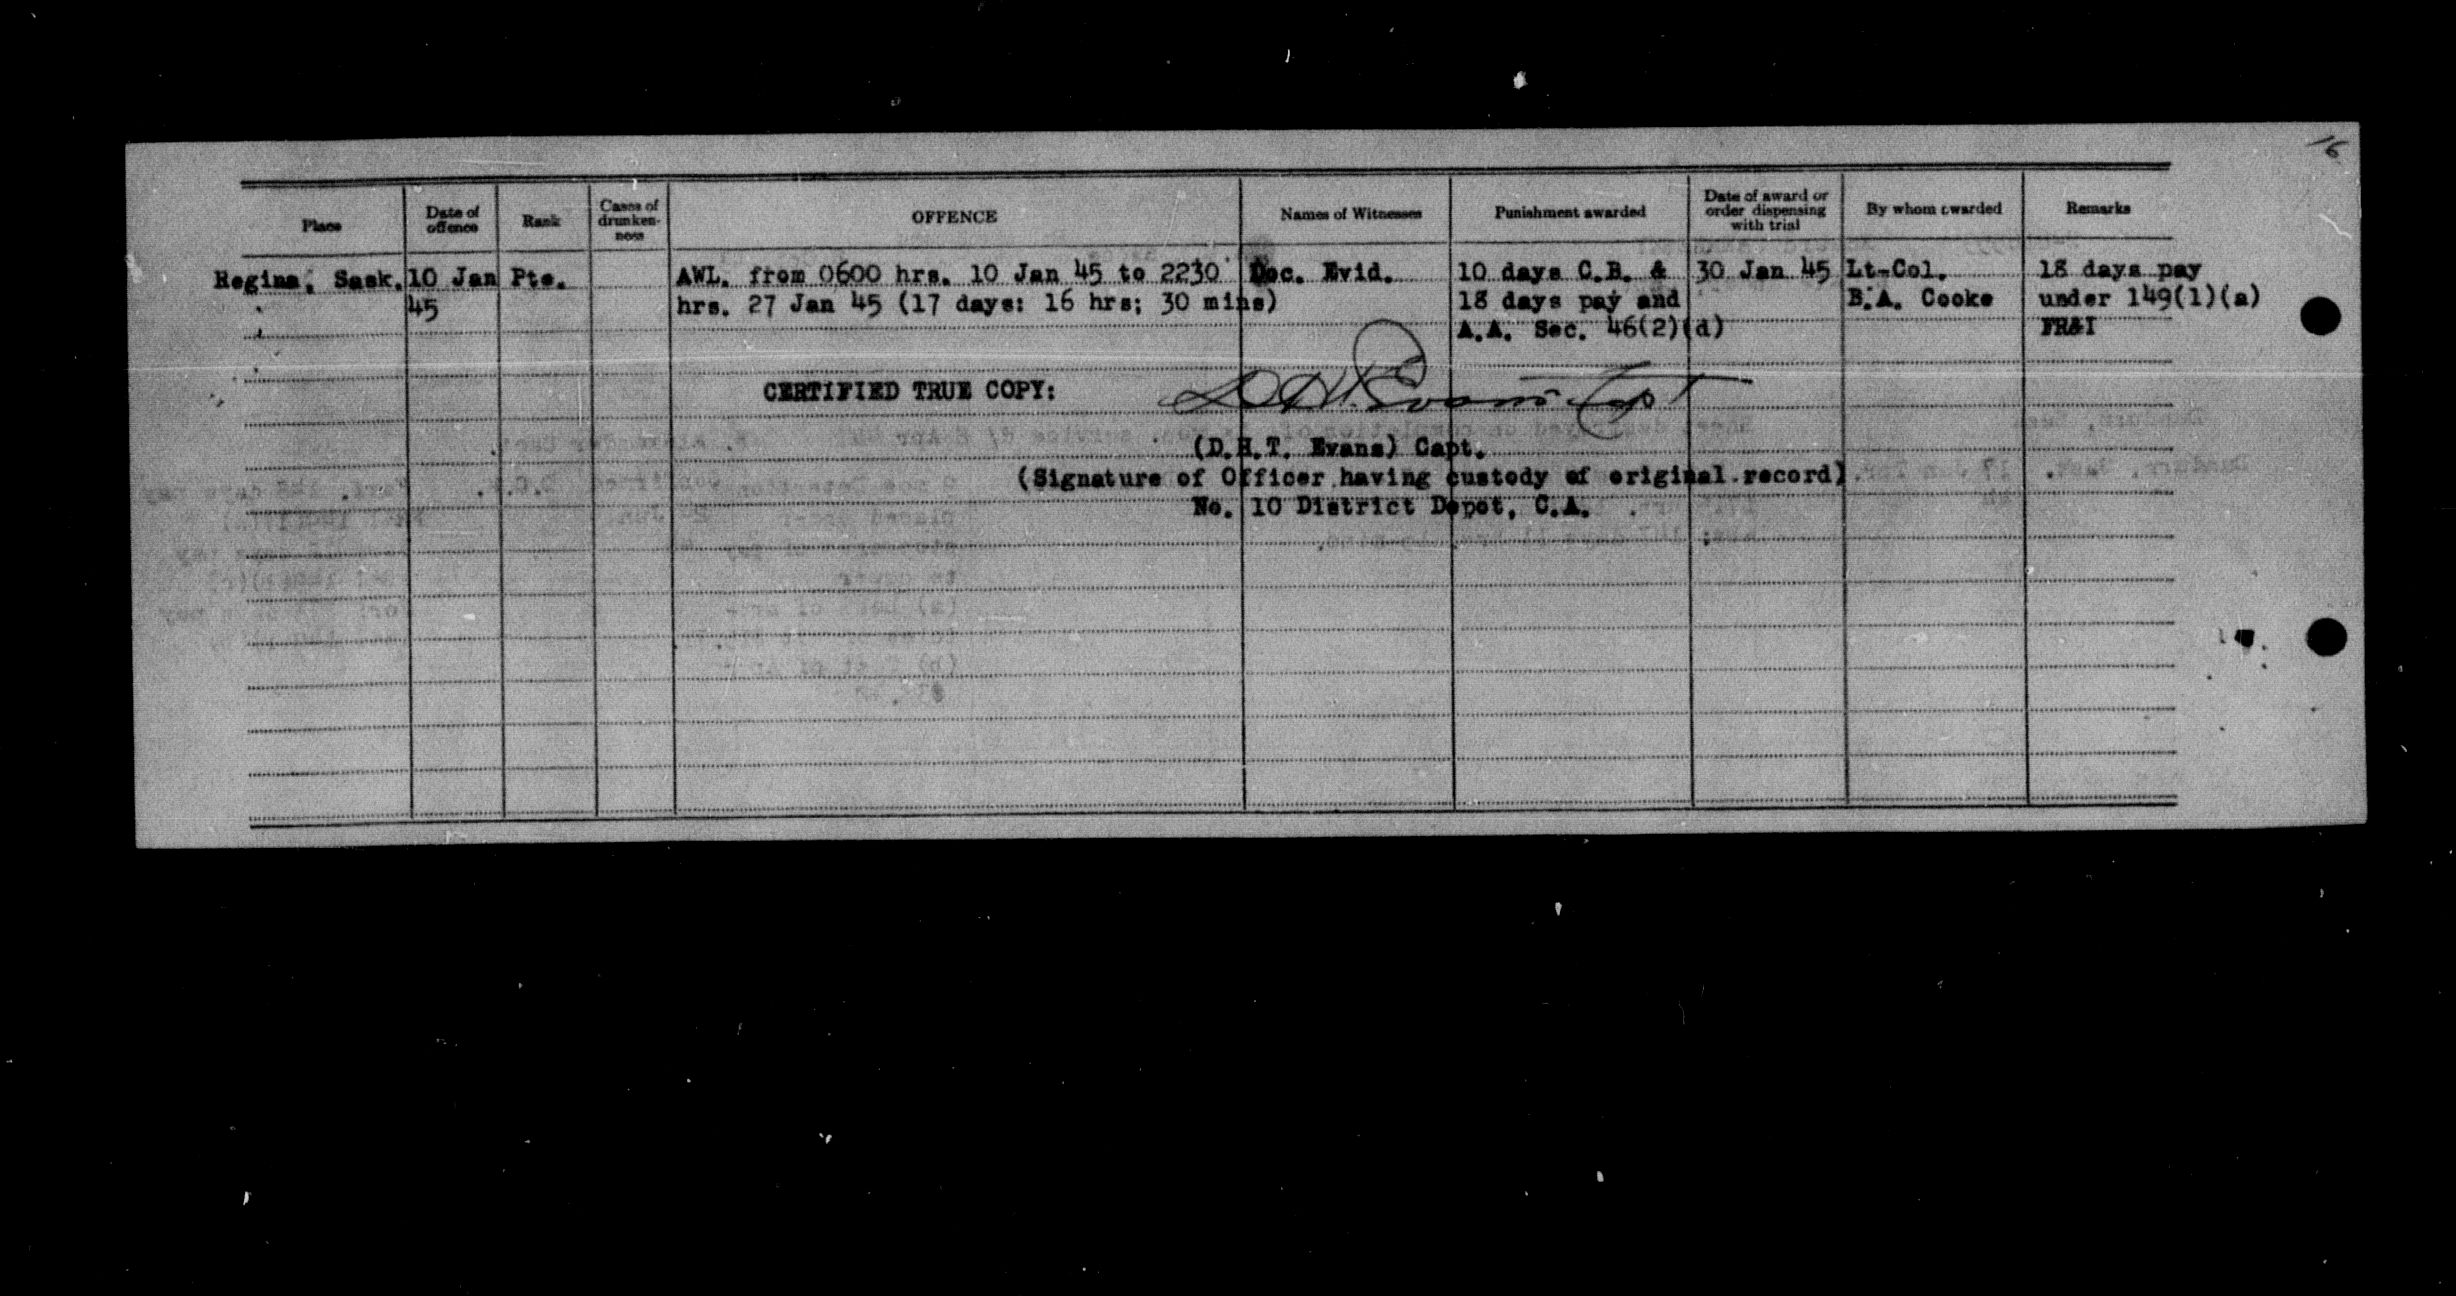 16
Place
Date of offence
Rank
Cases of drunken-ness
OFFENCE
Names of Witnesses
Punishment awarded
Date of award or order dispensing with trial
By whom awarded
Remarks
Regina, Sask. 10 Jan Pte. AWL. from 0600 hrs. 10 Jan 45 to 2230 Doc. Evid. 10 days C.B. & 30 Jan 45 Lt-Col. 18 days pay
45 hrs. 27 Jan 45 (17 days: 16 hrs; 30 mins) 18 days pay and B.A. Cooke under 149(1)(a)
A.A. Sec. 46(2)(d) FR&I
CERTIFIED TRUE COPY: D.H.T. Evans Capt
(D.H.T. Evans) Capt.
(Signature of Officer having custody of original record)
No. 10 District Depot, C.A.